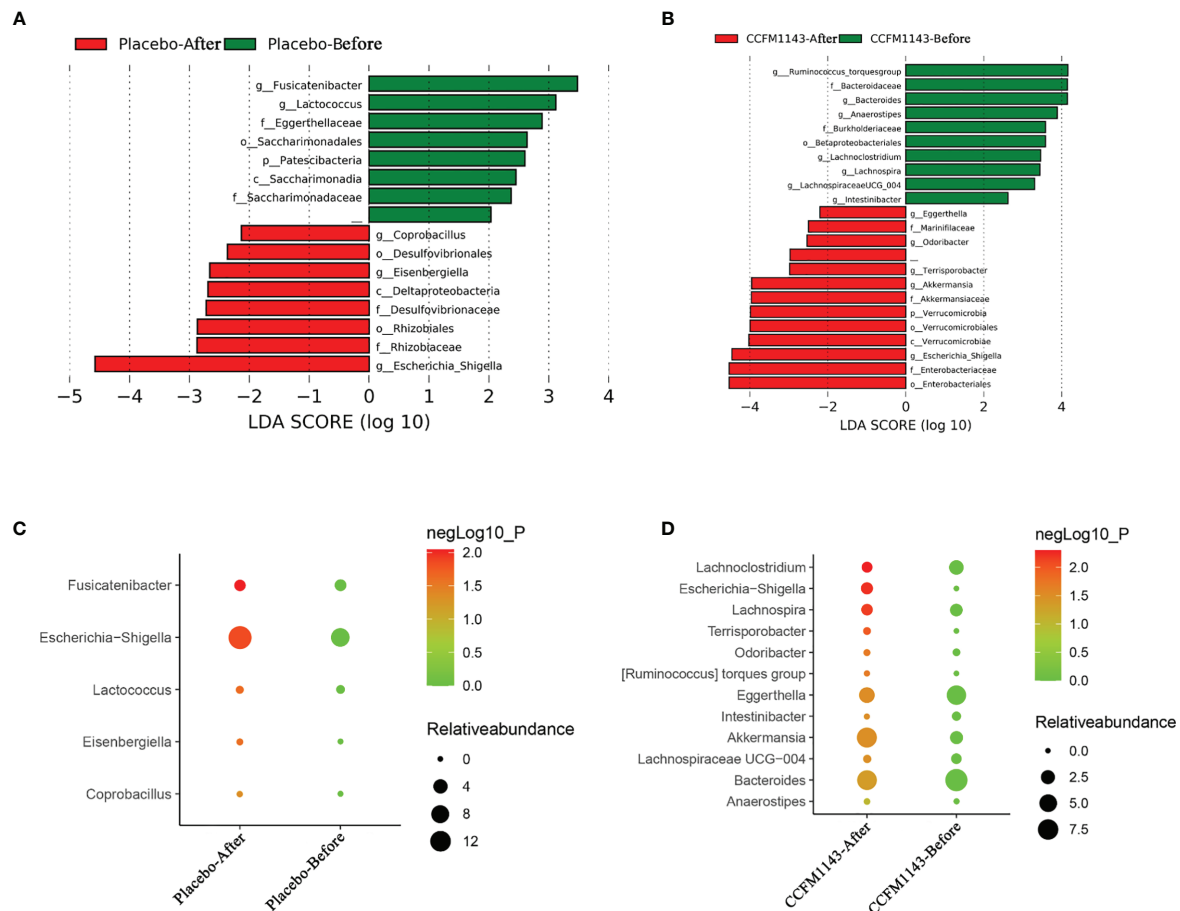 A
Placebo-After
Placebo-Before
g__Fusicatenibacter
g__Lactococcus
f__Eggerthellaceae
o__Saccharimonadales
p__Patescibacteria
c__Saccharimonadia
f__Saccharimonadaceae
__
g__Coprobacillus
o__Desulfovibrionales
g__Eisenbergiella
c__Deltaproteobacteria
f__Desulfovibrionaceae
o__Rhizobiales
f__Rhizobiaceae
g__Escherichia_Shigella
−5 −4 −3 −2 −1 0 1 2 3 4
LDA SCORE (log 10)
B
CCFM1143-After
CCFM1143-Before
g___Ruminococcus_torquesgroup
f__Bacteroidaceae
g__Bacteroides
g__Anaerostipes
f__Burkholderiaceae
o__Betaproteobacteriales
g__Lachnoclostridium
g__Lachnospira
g__LachnospiraceaeUCG_004
g__Intestinibacter
g__Eggerthella
f__Marinifilaceae
g__Odoribacter
__
g__Terrisporobacter
g__Akkermansia
f__Akkermansiaceae
p__Verrucomicrobia
o__Verrucomicrobiales
c__Verrucomicrobiae
g__Escherichia_Shigella
f__Enterobacteriaceae
o__Enterobacteriales
−4 −2 0 2 4
LDA SCORE (log 10)
C
Fusicatenibacter
Escherichia−Shigella
Lactococcus
Eisenbergiella
Coprobacillus
Placebo-After
Placebo-Before
negLog10_P
2.0
1.5
1.0
0.5
0.0
Relativeabundance
0
4
8
12
D
Lachnoclostridium
Escherichia−Shigella
Lachnospira
Terrisporobacter
Odoribacter
[Ruminococcus] torques group
Eggerthella
Intestinibacter
Akkermansia
Lachnospiraceae UCG−004
Bacteroides
Anaerostipes
CCFM1143-After
CCFM1143-Before
negLog10_P
2.0
1.5
1.0
0.5
0.0
Relativeabundance
0.0
2.5
5.0
7.5